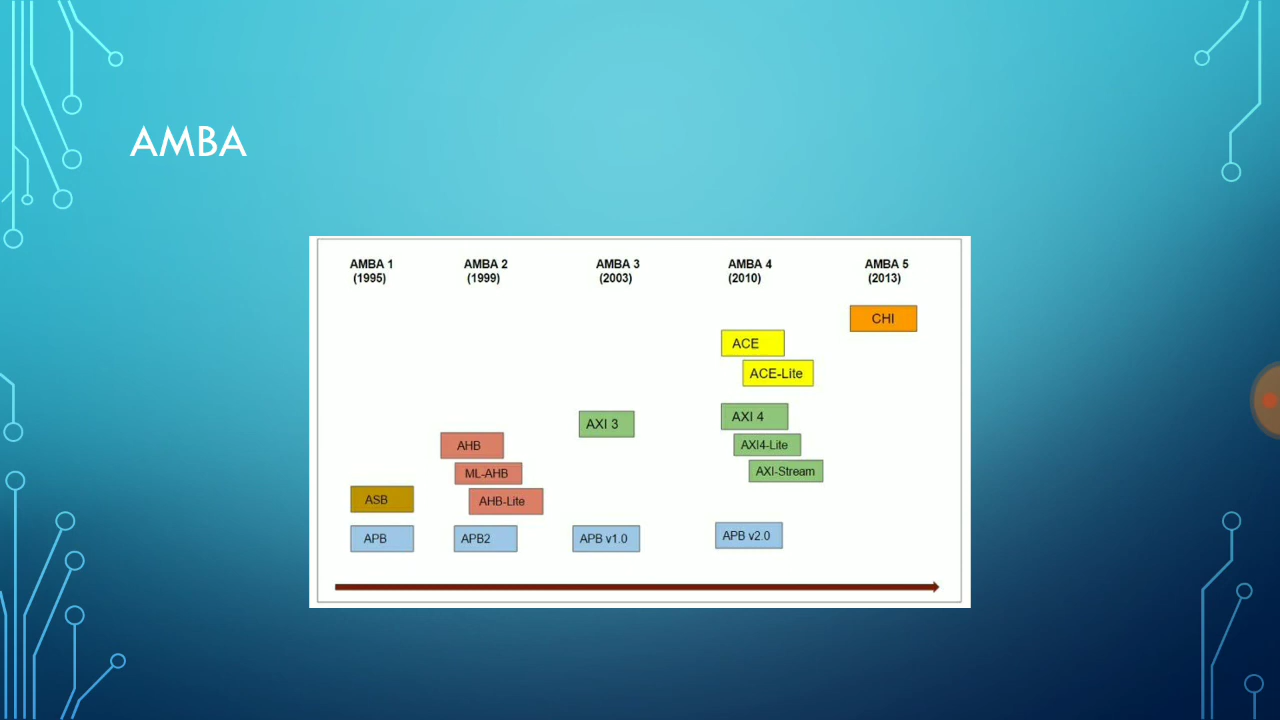 AMBA
AMBA 1 AMBA 2 AMBA 3 AMBA 4 AMBA 5
(1995) (1999) (2003) (2010) (2013)
CHI
ACE
ACE-Lite
AXI 3 AXI 4
AHB AXI4-Lite
ML-AHB AXI-Stream
ASB AHB-Lite
APB APB2 APB v1.0 APB v2.0